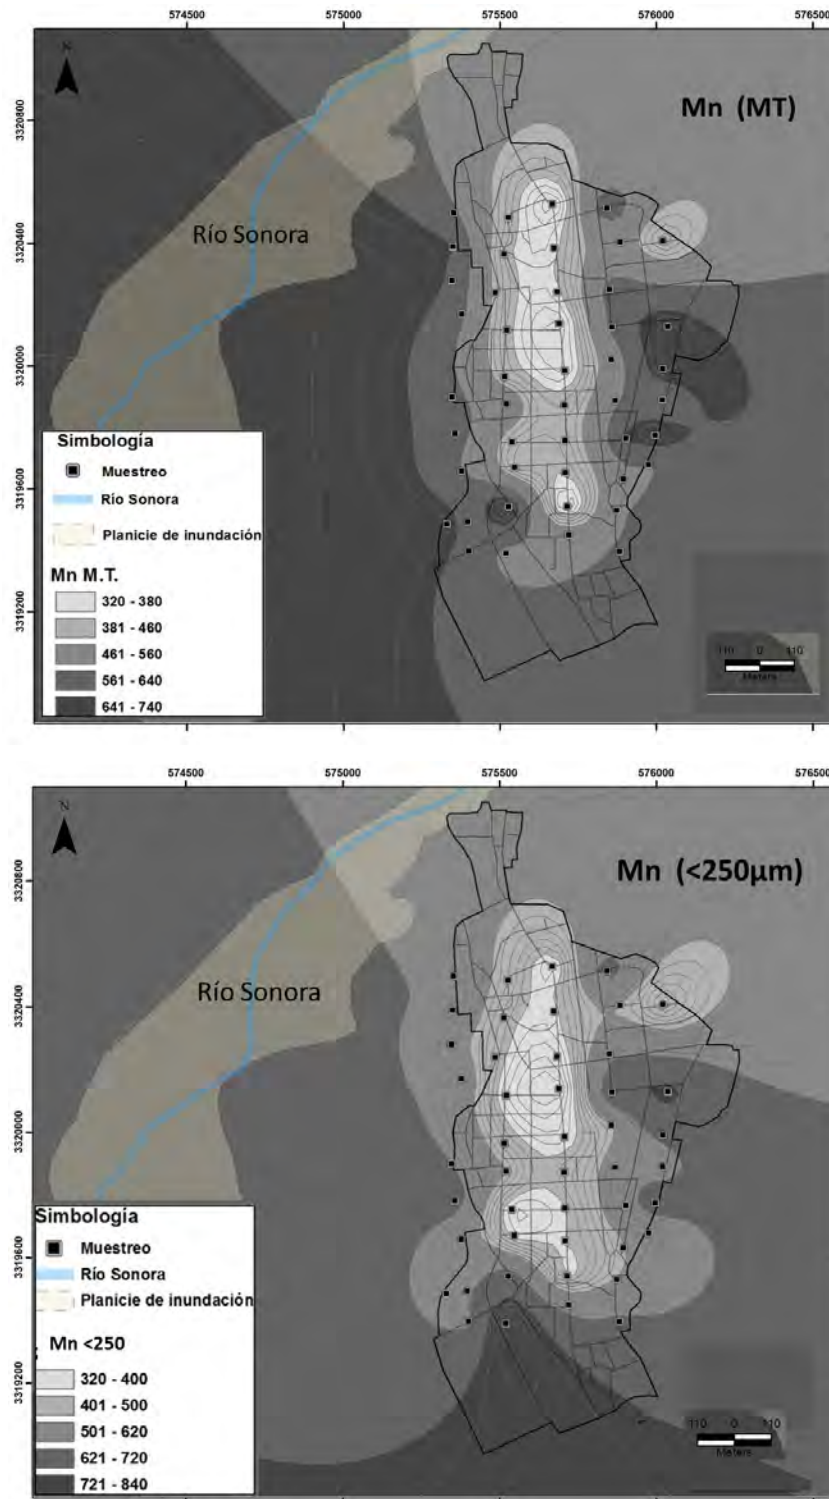 574500 575000 575500 576000 576500
N
Mn (MT)
3320800
Río Sonora
3320400
3320000
Simbología
Muestreo
Río Sonora
3319600
Planicie de inundación
Mn M.T.
320 - 380
381 - 460
3319200
461 - 560
561 - 640
641 - 740
110 0 110
Meters
574500 575000 575500 576000 576500
N
Mn (<250µm)
3320800
Río Sonora
3320400
3320000
Simbología
Muestreo
3319600
Río Sonora
Planicie de inundación
Mn <250
320 - 400
3319200
401 - 500
501 - 620
621 - 720
721 - 840
110 0 110
Meters